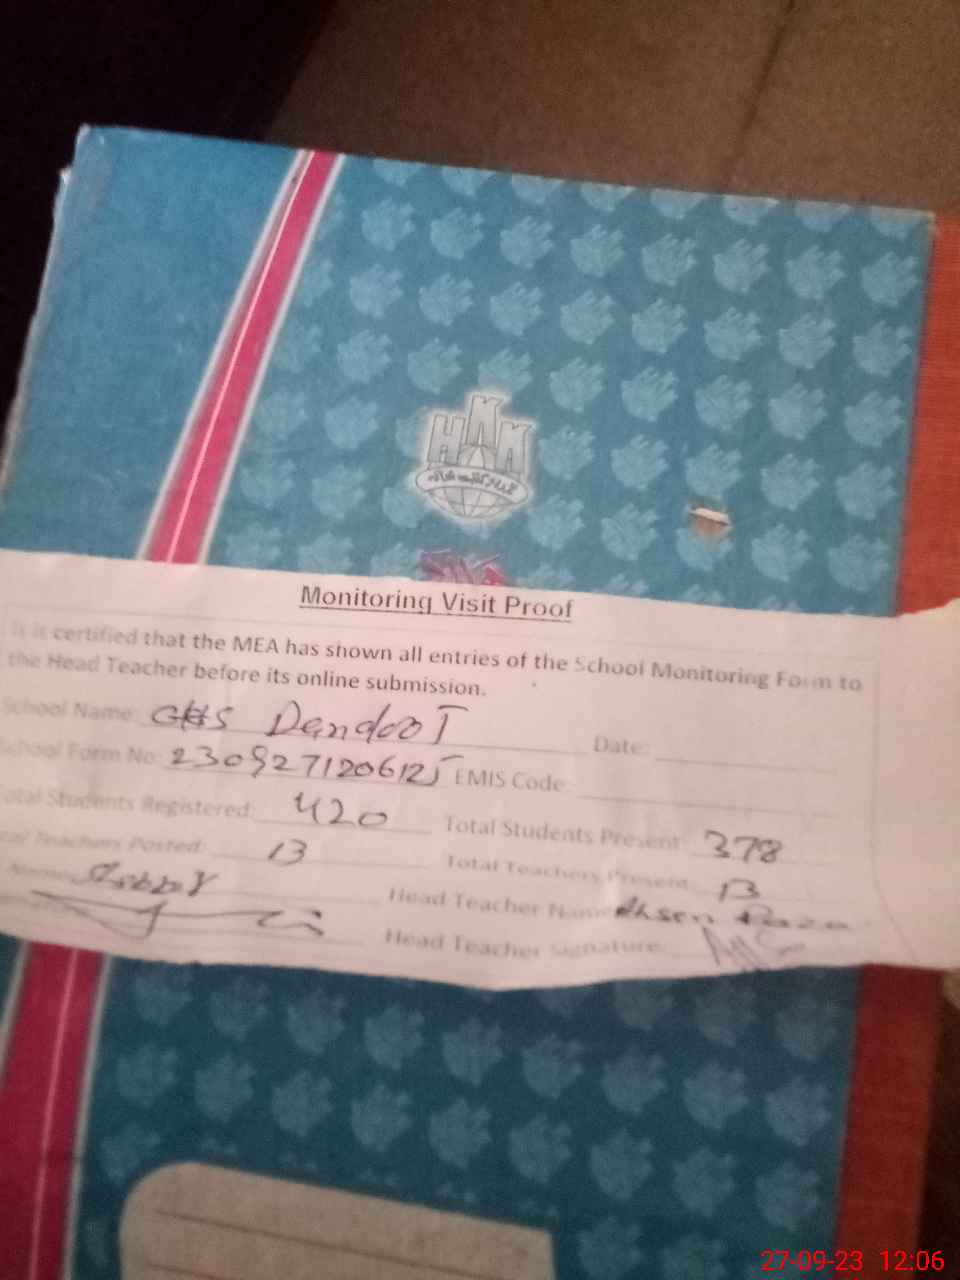 HMM
Monitoring Visit Proof
It is certified that the MEA has shown all entries of the School Monitoring Form to
the Head Teacher before its online submission.
School Name: GHS Dandoot Date:
School Form No: 2309271206125 EMIS Code:
Total Students Registered: 420 Total Students Present: 378
Total Teachers Posted: 13 Total Teachers Present: 13
Name: Head Teacher Name: Ahsan Raza
Head Teacher Signature:
27-09-23 12:06